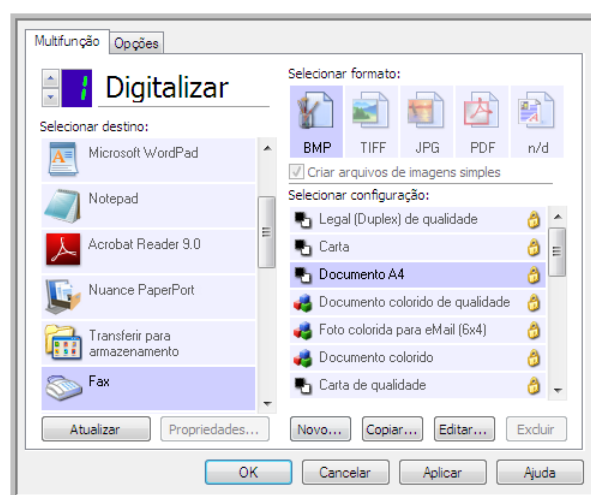 Multifunção
Opções
1 Digitalizar
Selecionar destino:
Microsoft WordPad
Notepad
Acrobat Reader 9.0
Nuance PaperPort
Transferir para
armazenamento
Fax
Atualizar
Propriedades...
Selecionar formato:
BMP TIFF JPG PDF n/d
Criar arquivos de imagens simples
Selecionar configuração:
Legal (Duplex) de qualidade
Carta
Documento A4
Documento colorido de qualidade
Foto colorida para eMail (6x4)
Documento colorido
Carta de qualidade
Novo... Copiar... Editar... Excluir
OK Cancelar Aplicar Ajuda